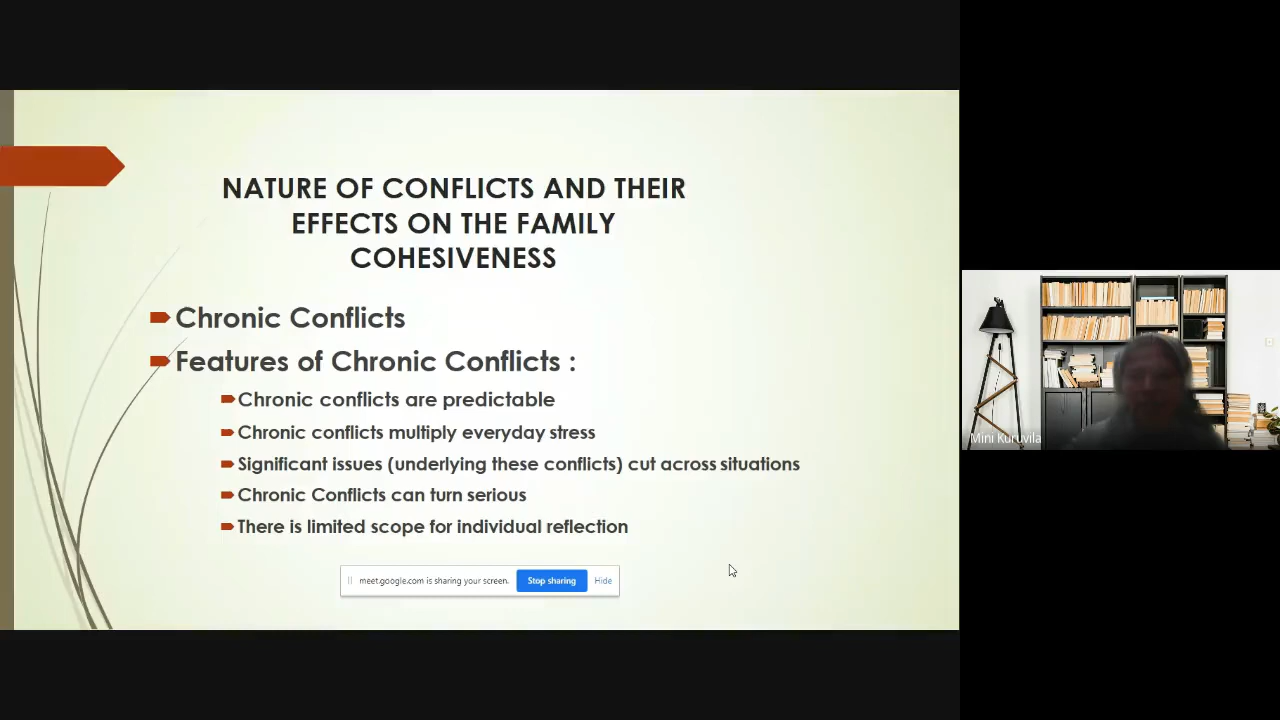 NATURE OF CONFLICTS AND THEIR
EFFECTS ON THE FAMILY
COHESIVENESS
Chronic Conflicts
Features of Chronic Conflicts :
Chronic conflicts are predictable
Chronic conflicts multiply everyday stress
Significant issues (underlying these conflicts) cut across situations
Chronic Conflicts can turn serious
There is limited scope for individual reflection
meet.google.com is sharing your screen. Stop sharing Hide
Mini Kuruvila